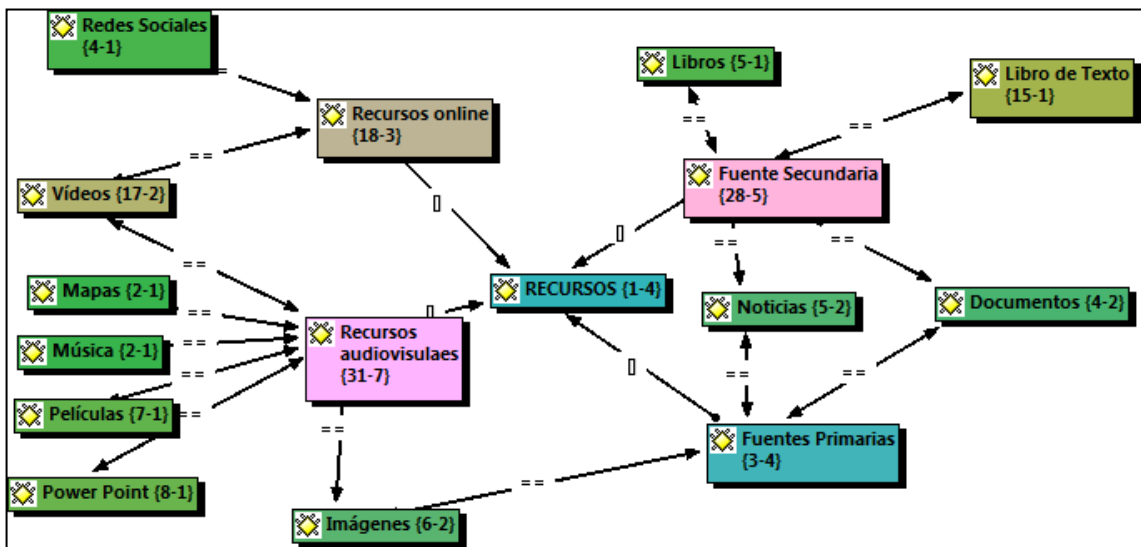 Redes Sociales
{4-1}
Libros {5-1}
Libro de Texto
{15-1}
Recursos online
{18-3}
==
==
==
==
Vídeos {17-2}
Fuente Secundaria
{28-5}
[]
[]
==
==
==
Mapas {2-1}
RECURSOS {1-4}
Noticias {5-2}
Documentos {4-2}
==
[]
Recursos
audiovisulaes
{31-7}
Música {2-1}
==
==
[]
==
==
Películas {7-1}
==
==
Fuentes Primarias
{3-4}
Power Point {8-1}
==
Imágenes {6-2}